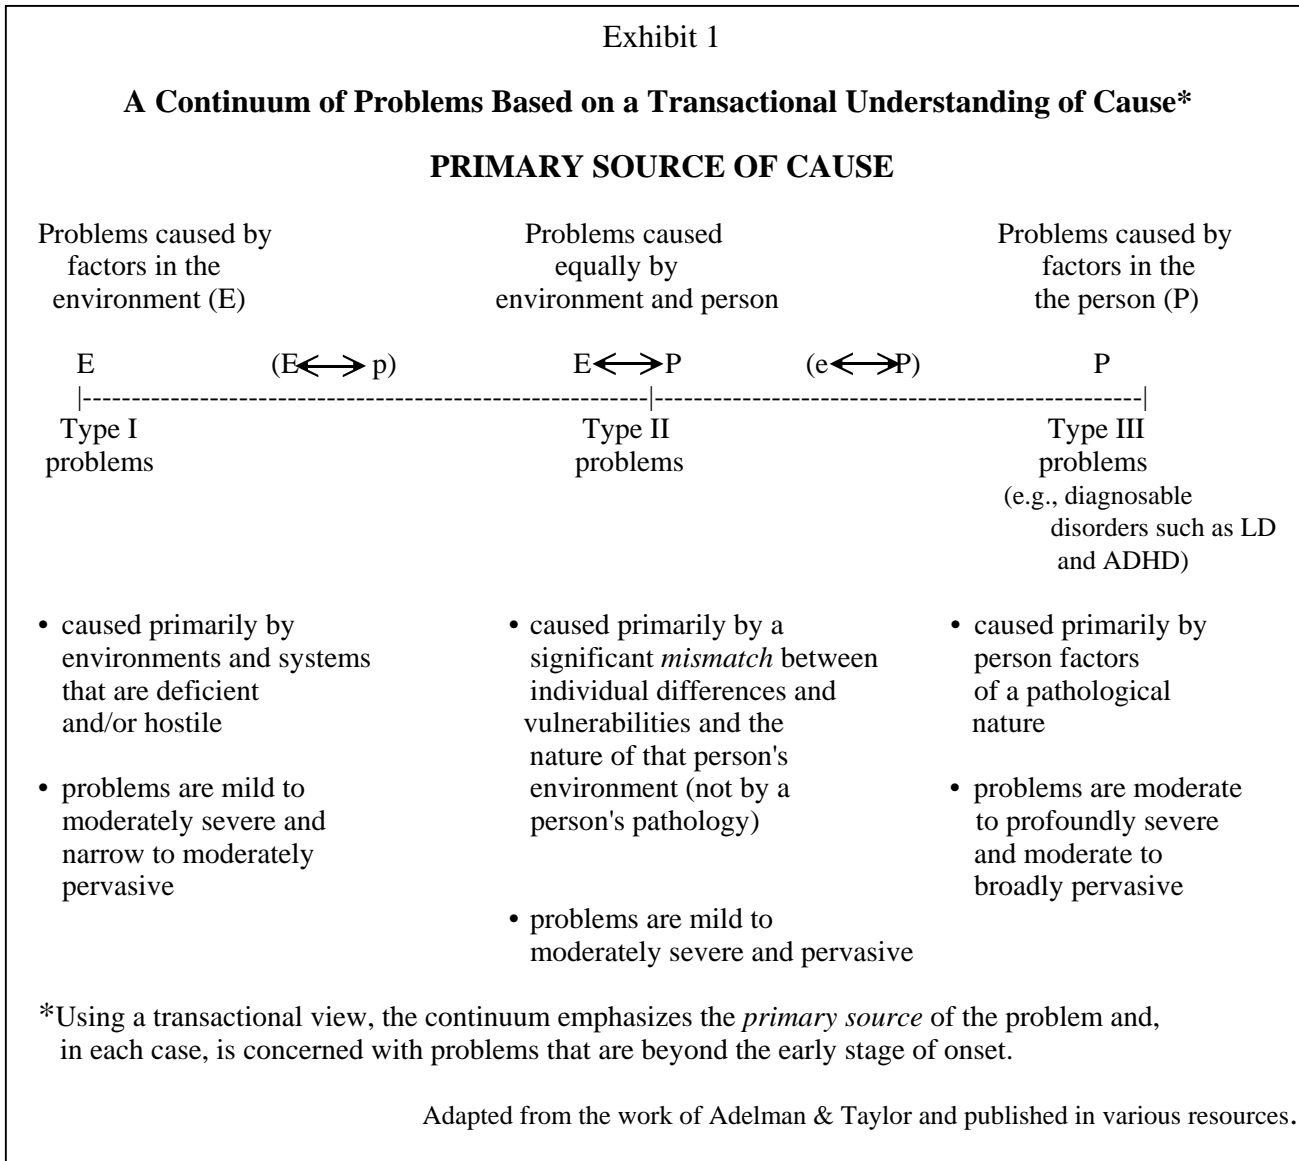 Exhibit 1
A Continuum of Problems Based on a Transactional Understanding of Cause*
PRIMARY SOURCE OF CAUSE
Problems caused by
factors in the
environment (E)
Problems caused
equally by
environment and person
Problems caused by
factors in the
the person (P)
E (E↔p) E↔P (e↔P) P
|--------------------------------------------------------|------------------------------------------------|
Type I
problems
Type II
problems
Type III
problems
(e.g., diagnosable
disorders such as LD
and ADHD)
• caused primarily by
environments and systems
that are deficient
and/or hostile
• problems are mild to
moderately severe and
narrow to moderately
pervasive
• caused primarily by a
significant mismatch between
individual differences and
vulnerabilities and the
nature of that person's
environment (not by a
person's pathology)
• problems are mild to
moderately severe and pervasive
• caused primarily by
person factors
of a pathological
nature
• problems are moderate
to profoundly severe
and moderate to
broadly pervasive
*Using a transactional view, the continuum emphasizes the primary source of the problem and,
in each case, is concerned with problems that are beyond the early stage of onset.
Adapted from the work of Adelman & Taylor and published in various resources.